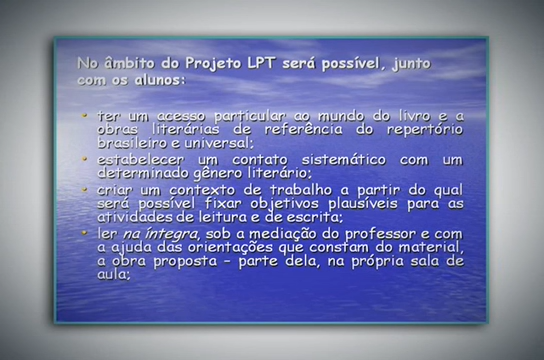 No âmbito do Projeto LPT será possível, junto
com os alunos:
• ter um acesso particular ao mundo do livro e a
obras literárias de referência do repertório
brasileiro e universal;
• estabelecer um contato sistemático com um
determinado gênero literário;
• criar um contexto de trabalho a partir do qual
será possível fixar objetivos plausíveis para as
atividades de leitura e de escrita;
• ler na íntegra, sob a mediação do professor e com
a ajuda das orientações que constam do material,
a obra proposta – parte dela, na própria sala de
aula;